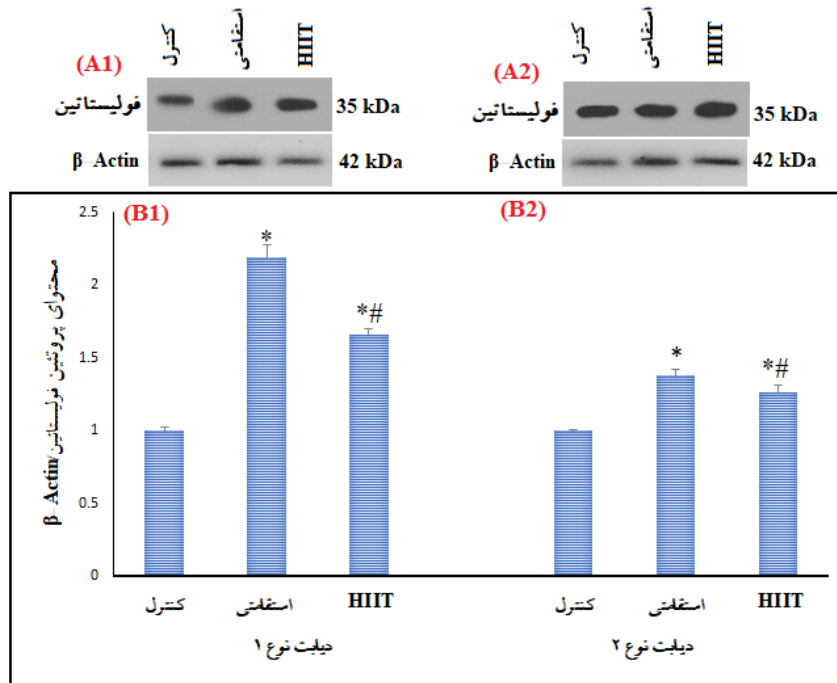 کنترل
استقامتی
HIIT
(A1)
فولیستاتین
35 kDa
β-Actin
42 kDa
کنترل
استقامتی
HIIT
(A2)
فولیستاتین
35 kDa
β-Actin
42 kDa
(B1)
(B2)
محتوای پروتئین فولیستاتین/β-Actin
2.5
2
1.5
1
0.5
0
*
*#
*
*#
کنترل
استقامتی
HIIT
کنترل
استقامتی
HIIT
دیابت نوع ۱
دیابت نوع ۲